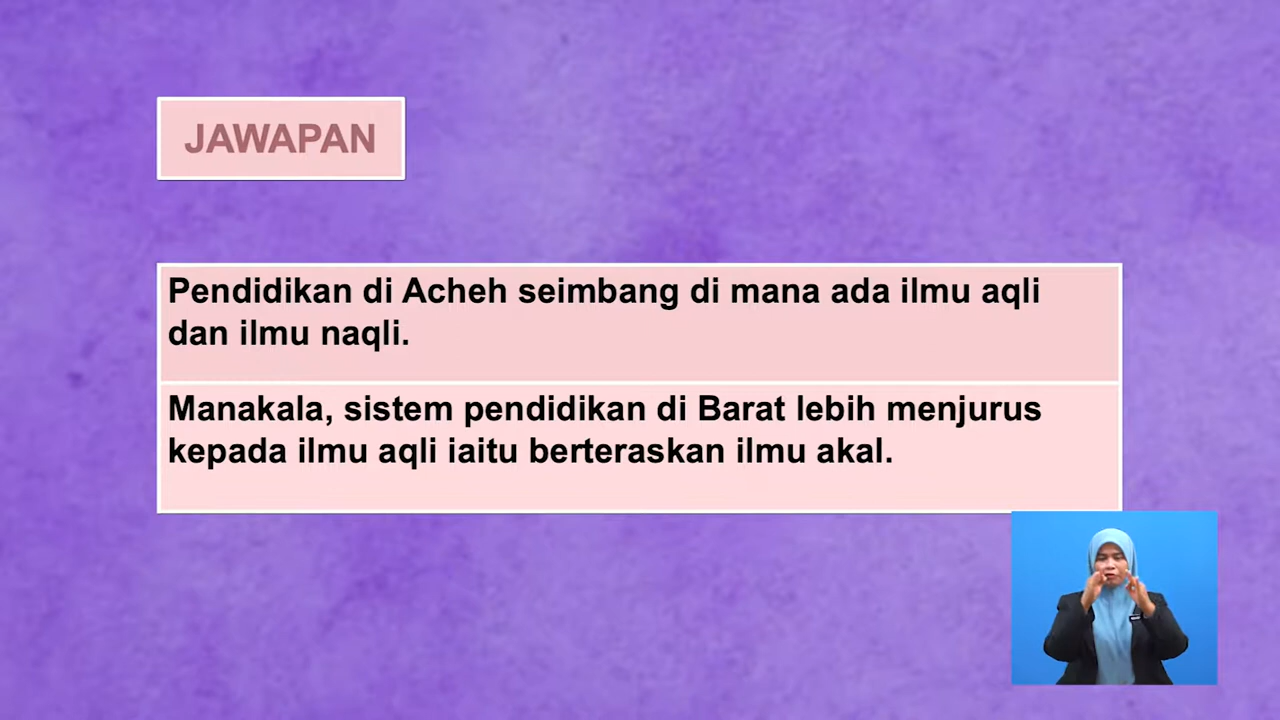 JAWAPAN
Pendidikan di Acheh seimbang di mana ada ilmu aqli
dan ilmu naqli.
Manakala, sistem pendidikan di Barat lebih menjurus
kepada ilmu aqli iaitu berteraskan ilmu akal.